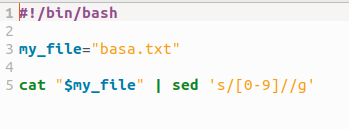 1 #!/bin/bash
2
3 my_file="basa.txt"
4
5 cat "$my_file" | sed 's/[0-9]//g'